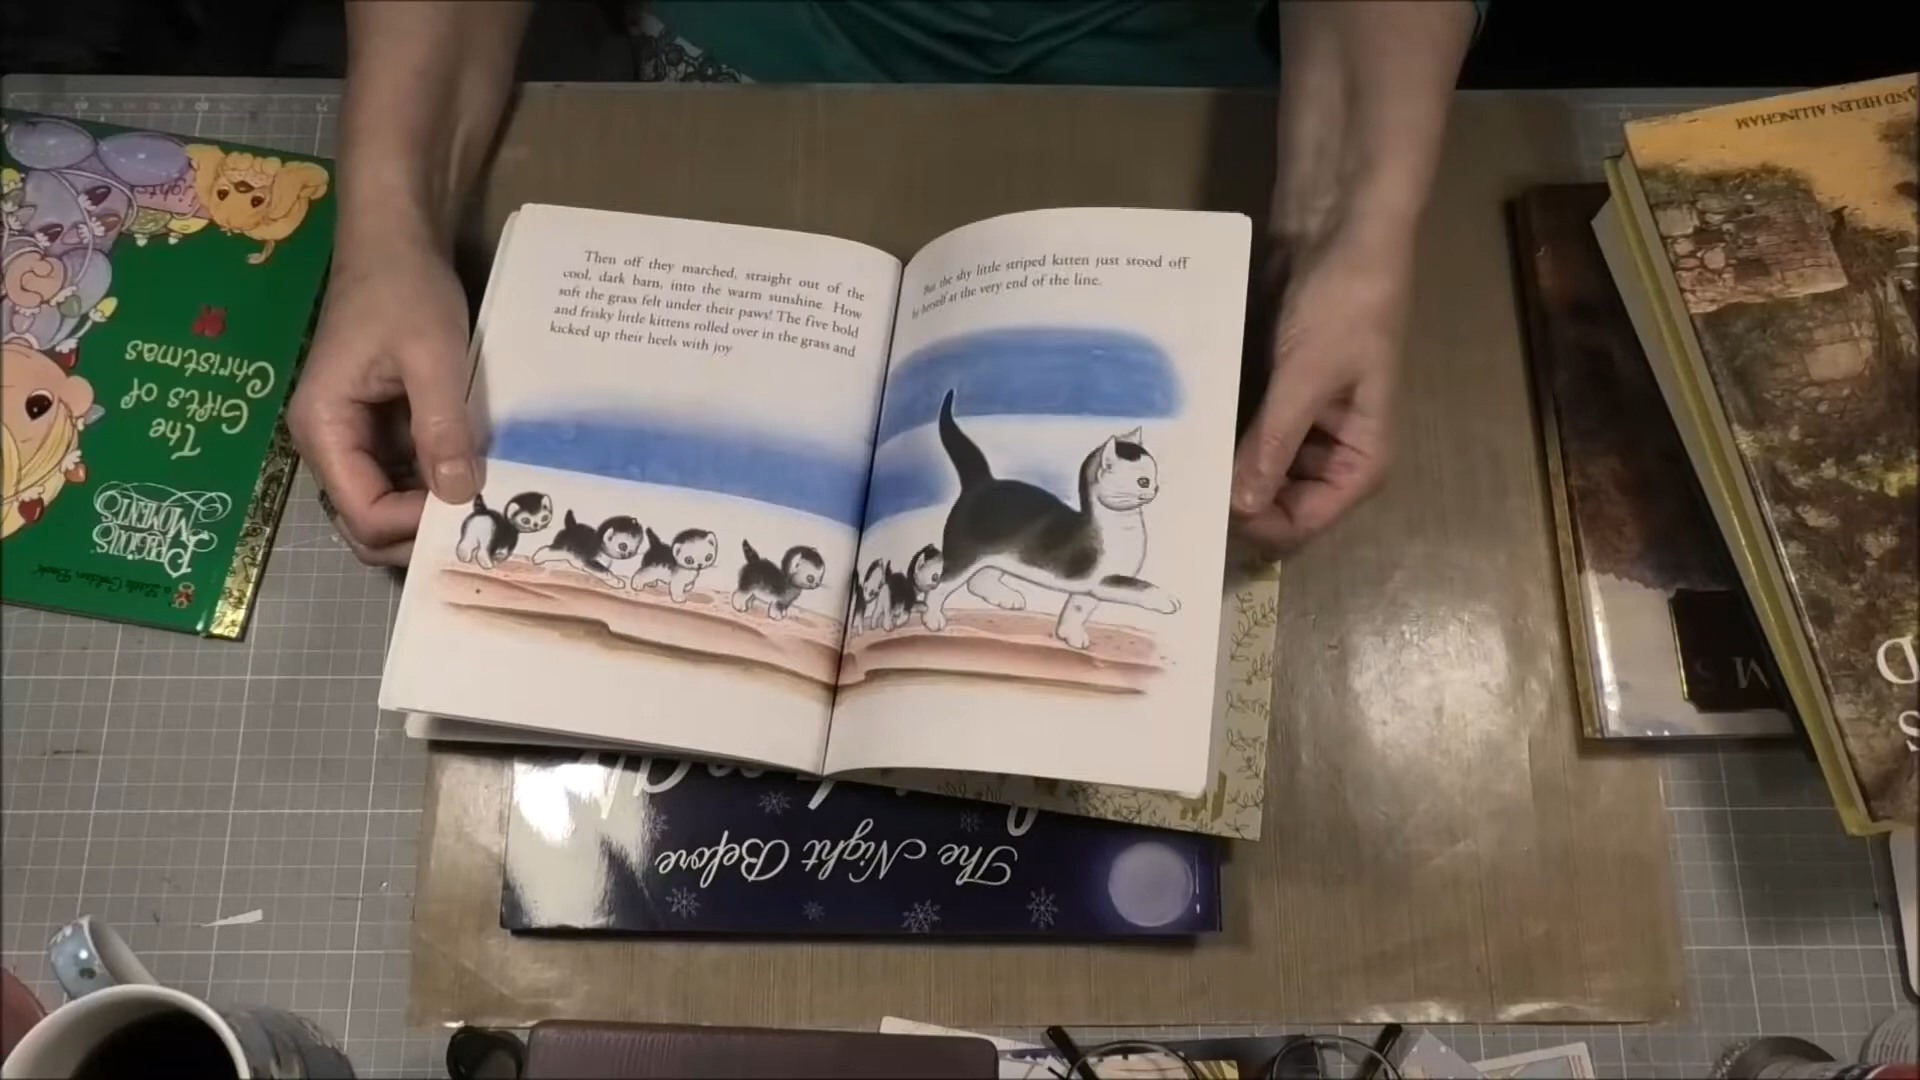 Then off they marched, straight out of the
cool, dark barn, into the warm sunshine. How
soft the grass felt under their paws! The five bold
and frisky little kittens rolled over in the grass and
kicked up their heels with joy
But the shy little striped kitten just stood off
by herself at the very end of the line.
The
Gifts of
Christmas
PRECIOUS
MOMENTS
a Little Golden Book
The Night Before
AND HELEN ALLINGHAM